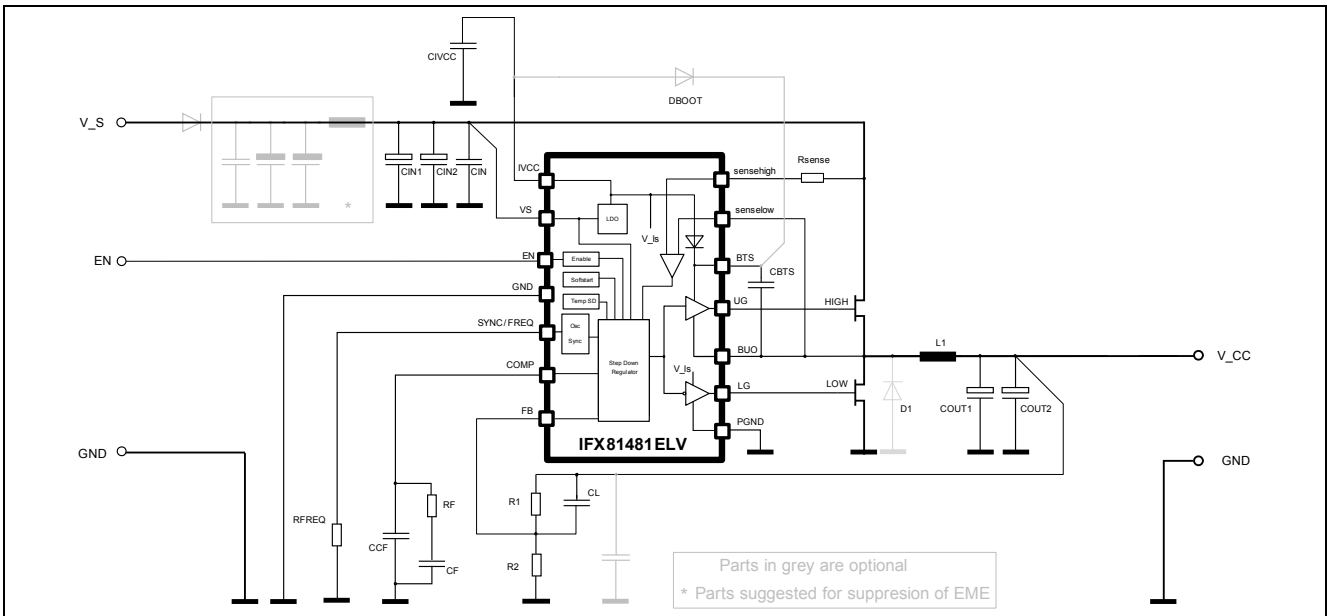 CIVCC
DBOOT
V_S
CIN1
CIN2
CIN
*
IVCC
sensehigh
Rsense
VS
LDO
senselow
V_ls
EN
EN
Enable
BTS
CBTS
Softstart
GND
Temp SD
UG
HIGH
SYNC/FREQ
Osc
Sync
COMP
Step Down
Regulator
BUO
L1
V_CC
V_ls
LG
LOW
D1
COUT1
COUT2
FB
PGND
IFX81481ELV
GND
GND
RFREQ
CCF
RF
CF
R1
CL
R2
Parts in grey are optional
* Parts suggested for suppresion of EME